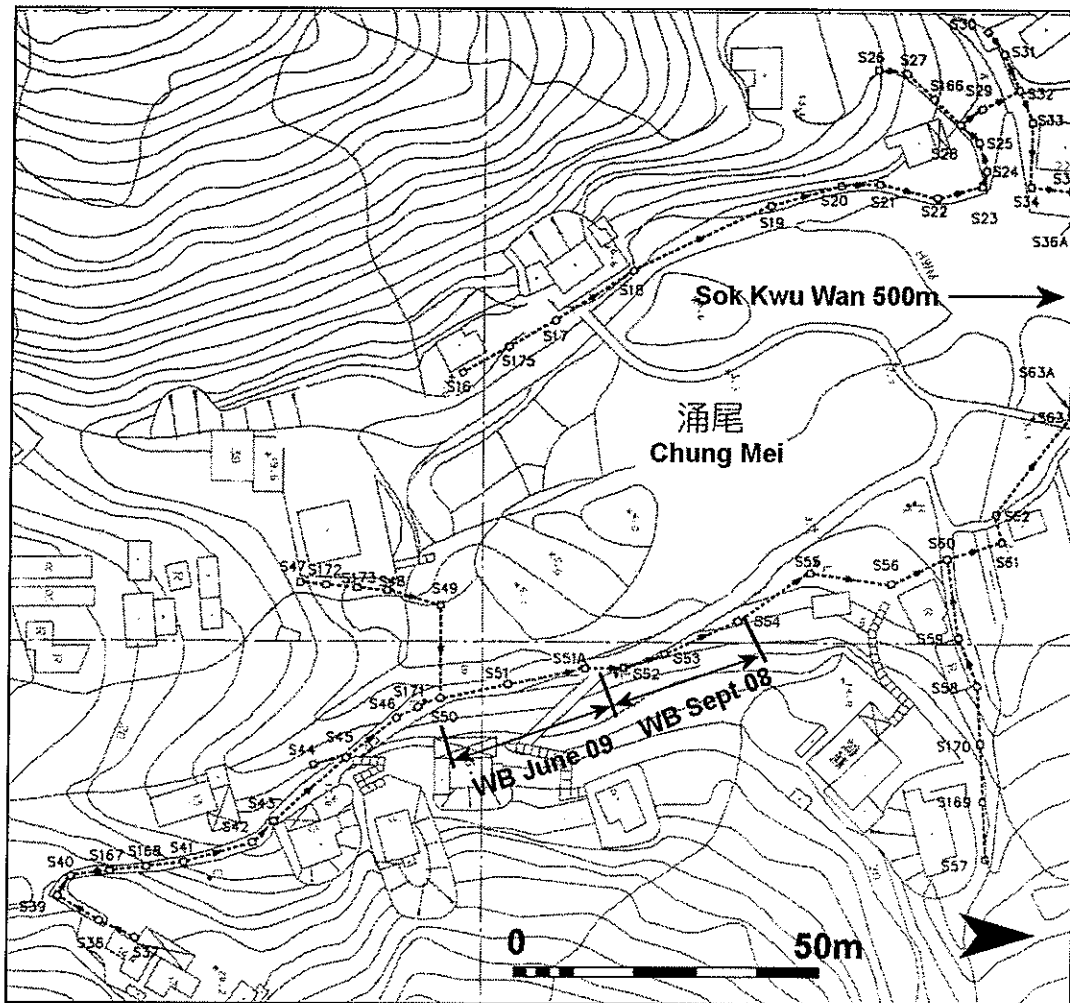 S30
S31
S26
S27
S166
S29
S32
S33
S25
S28
S24
S20
S21
S22
S23
S34
S19
S36A
S18
Sok Kwu Wan 500m
S17
S175
S16
S63A
S63
涌尾
Chung Mei
S62
S47
S172
S173
S48
S49
S55
S56
S60
S61
S54
S59
S51A
S52
S53
S51
S171
S46
S50
S58
WB June 09
WB Sept 08
S45
S44
S170
S43
S42
S169
S41
S168
S167
S40
S57
S39
S38
S37
0
50m